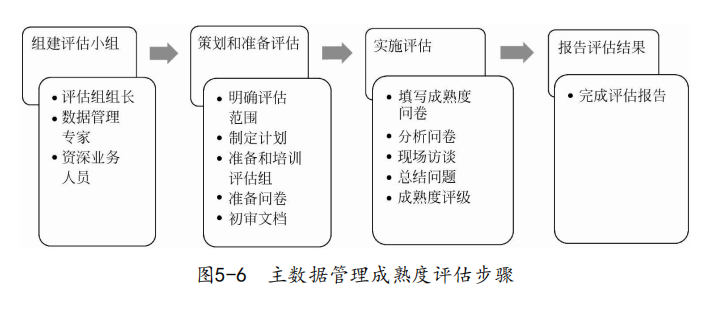 组建评估小组
• 评估组组长
• 数据管理
专家
• 资深业务
人员
策划和准备评估
• 明确评估
范围
• 制定计划
• 准备和培训
评估组
• 准备问卷
• 初审文档
实施评估
• 填写成熟度
问卷
• 分析问卷
• 现场访谈
• 总结问题
• 成熟度评级
报告评估结果
• 完成评估报告
图5-6 主数据管理成熟度评估步骤